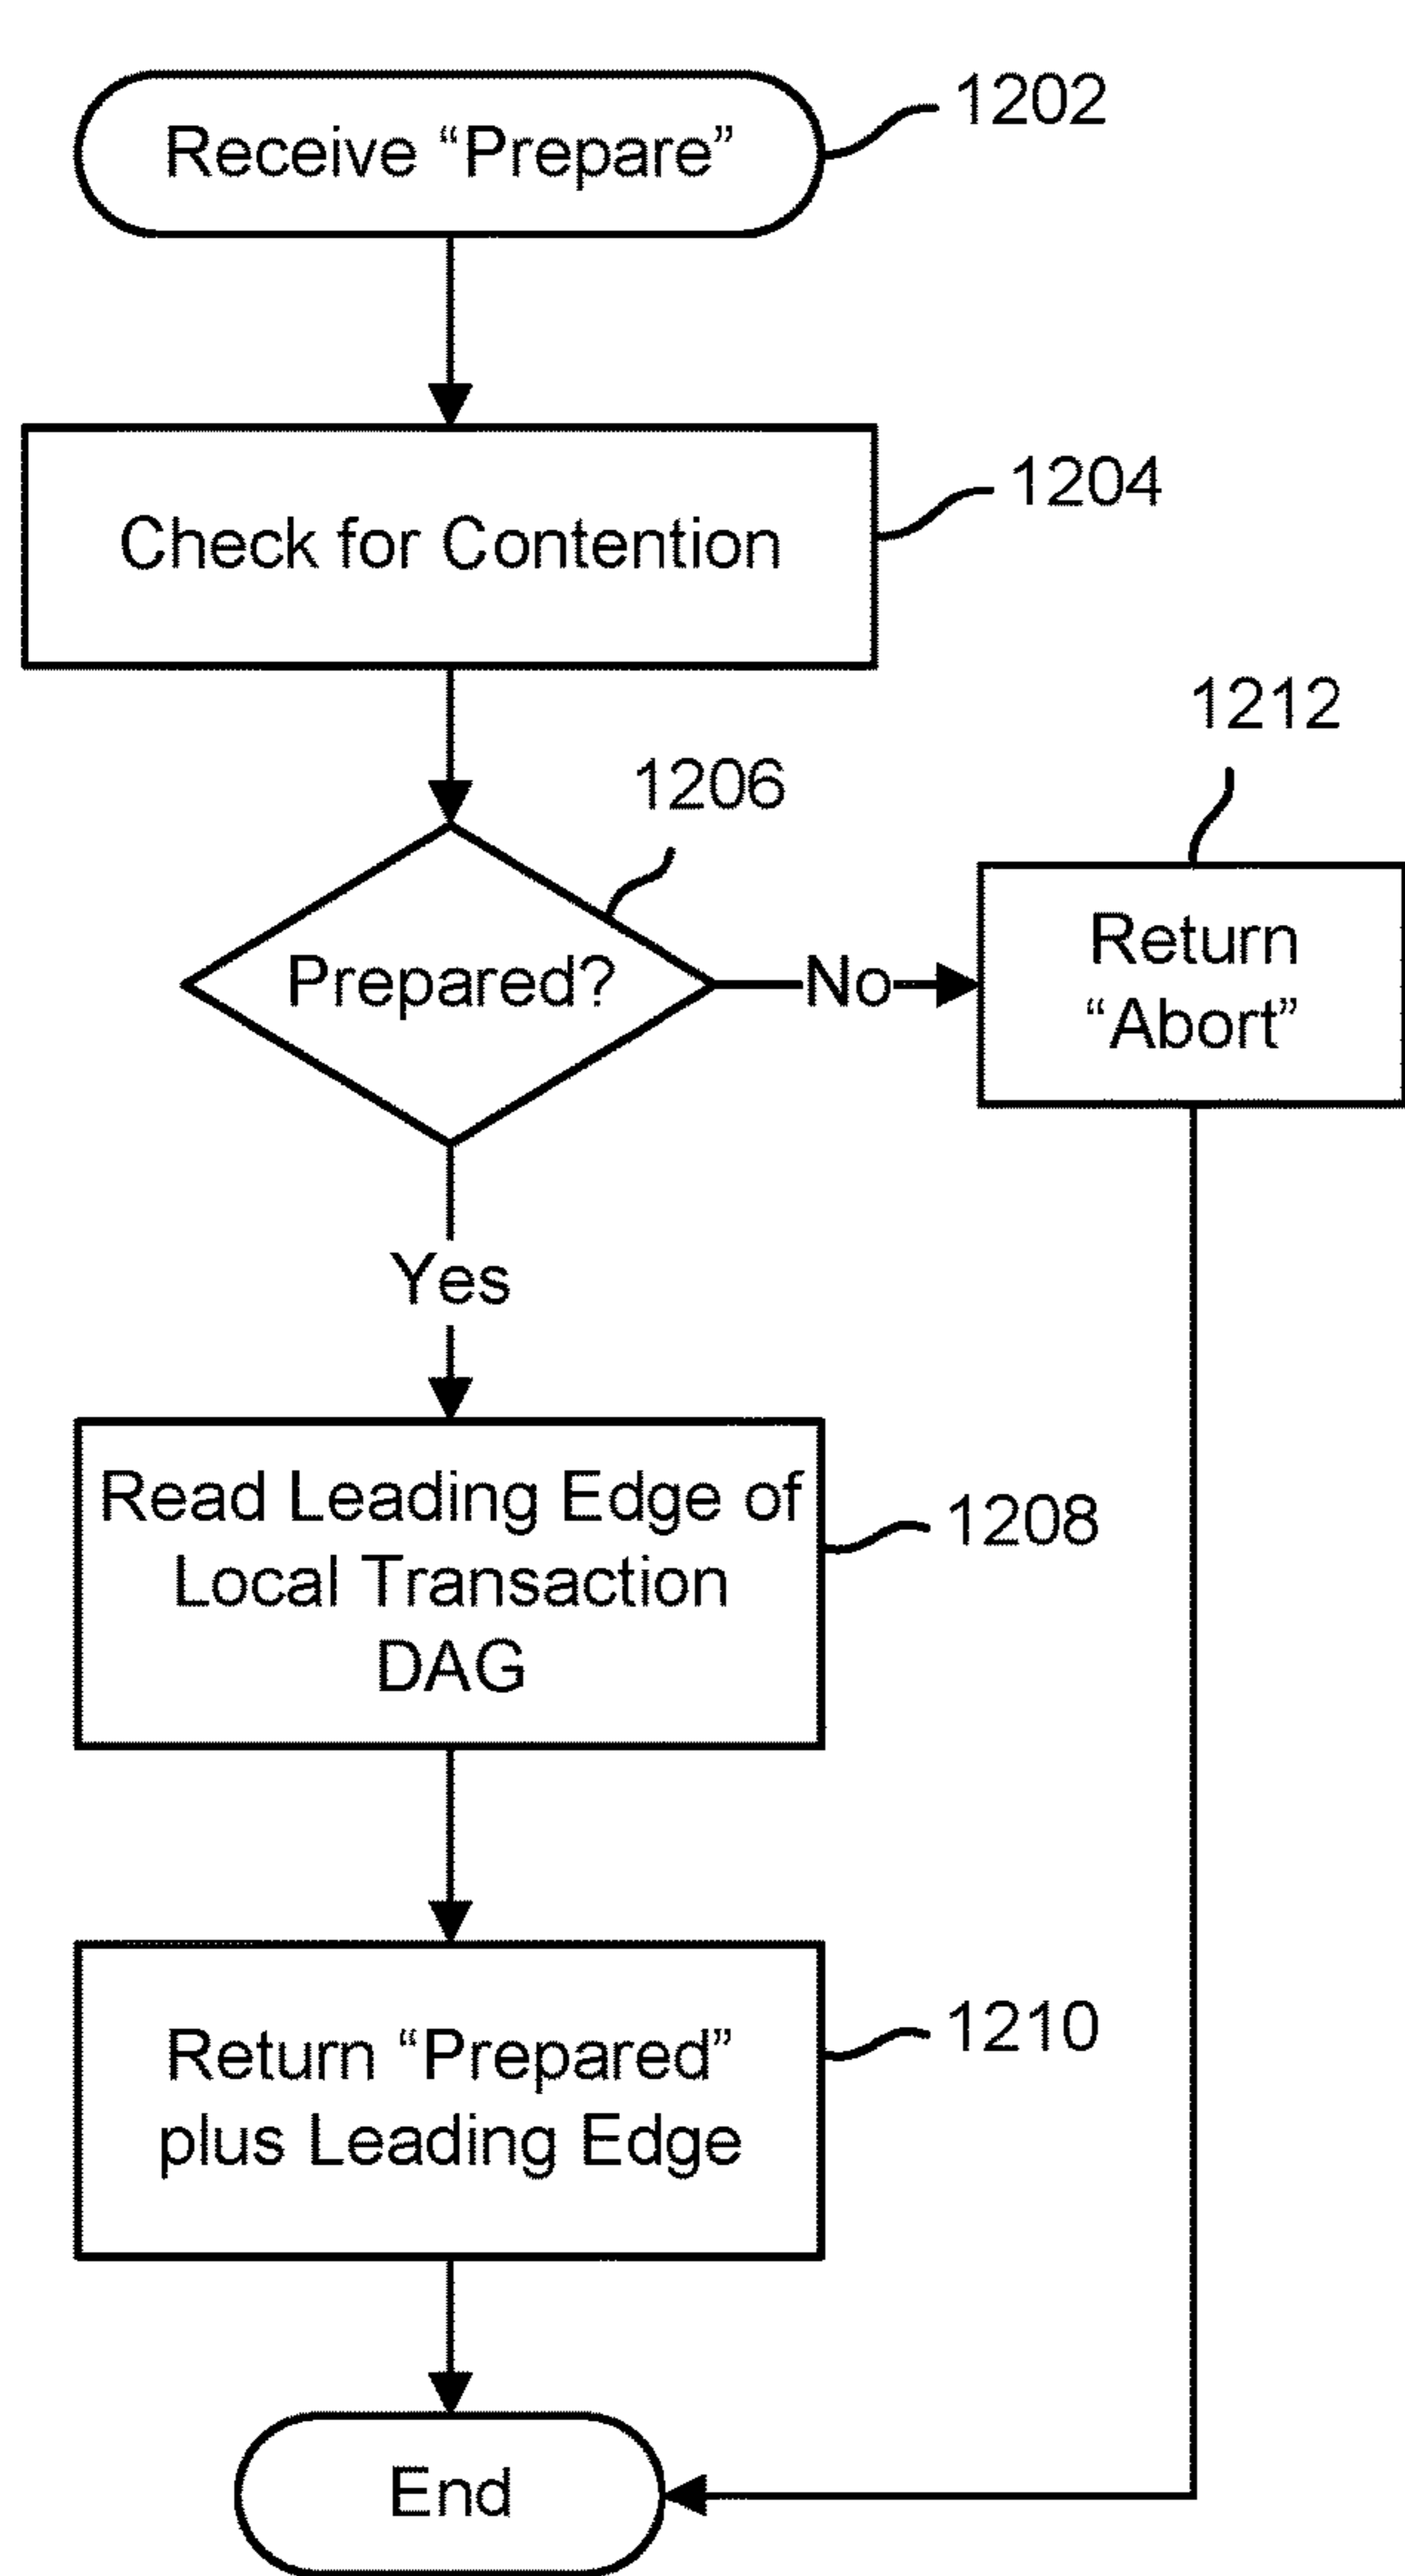 Receive “Prepare”
1202
Check for Contention
1204
1206
Prepared?
No
1212
Return
“Abort”
Yes
Read Leading Edge of
Local Transaction
DAG
1208
Return “Prepared”
plus Leading Edge
1210
End